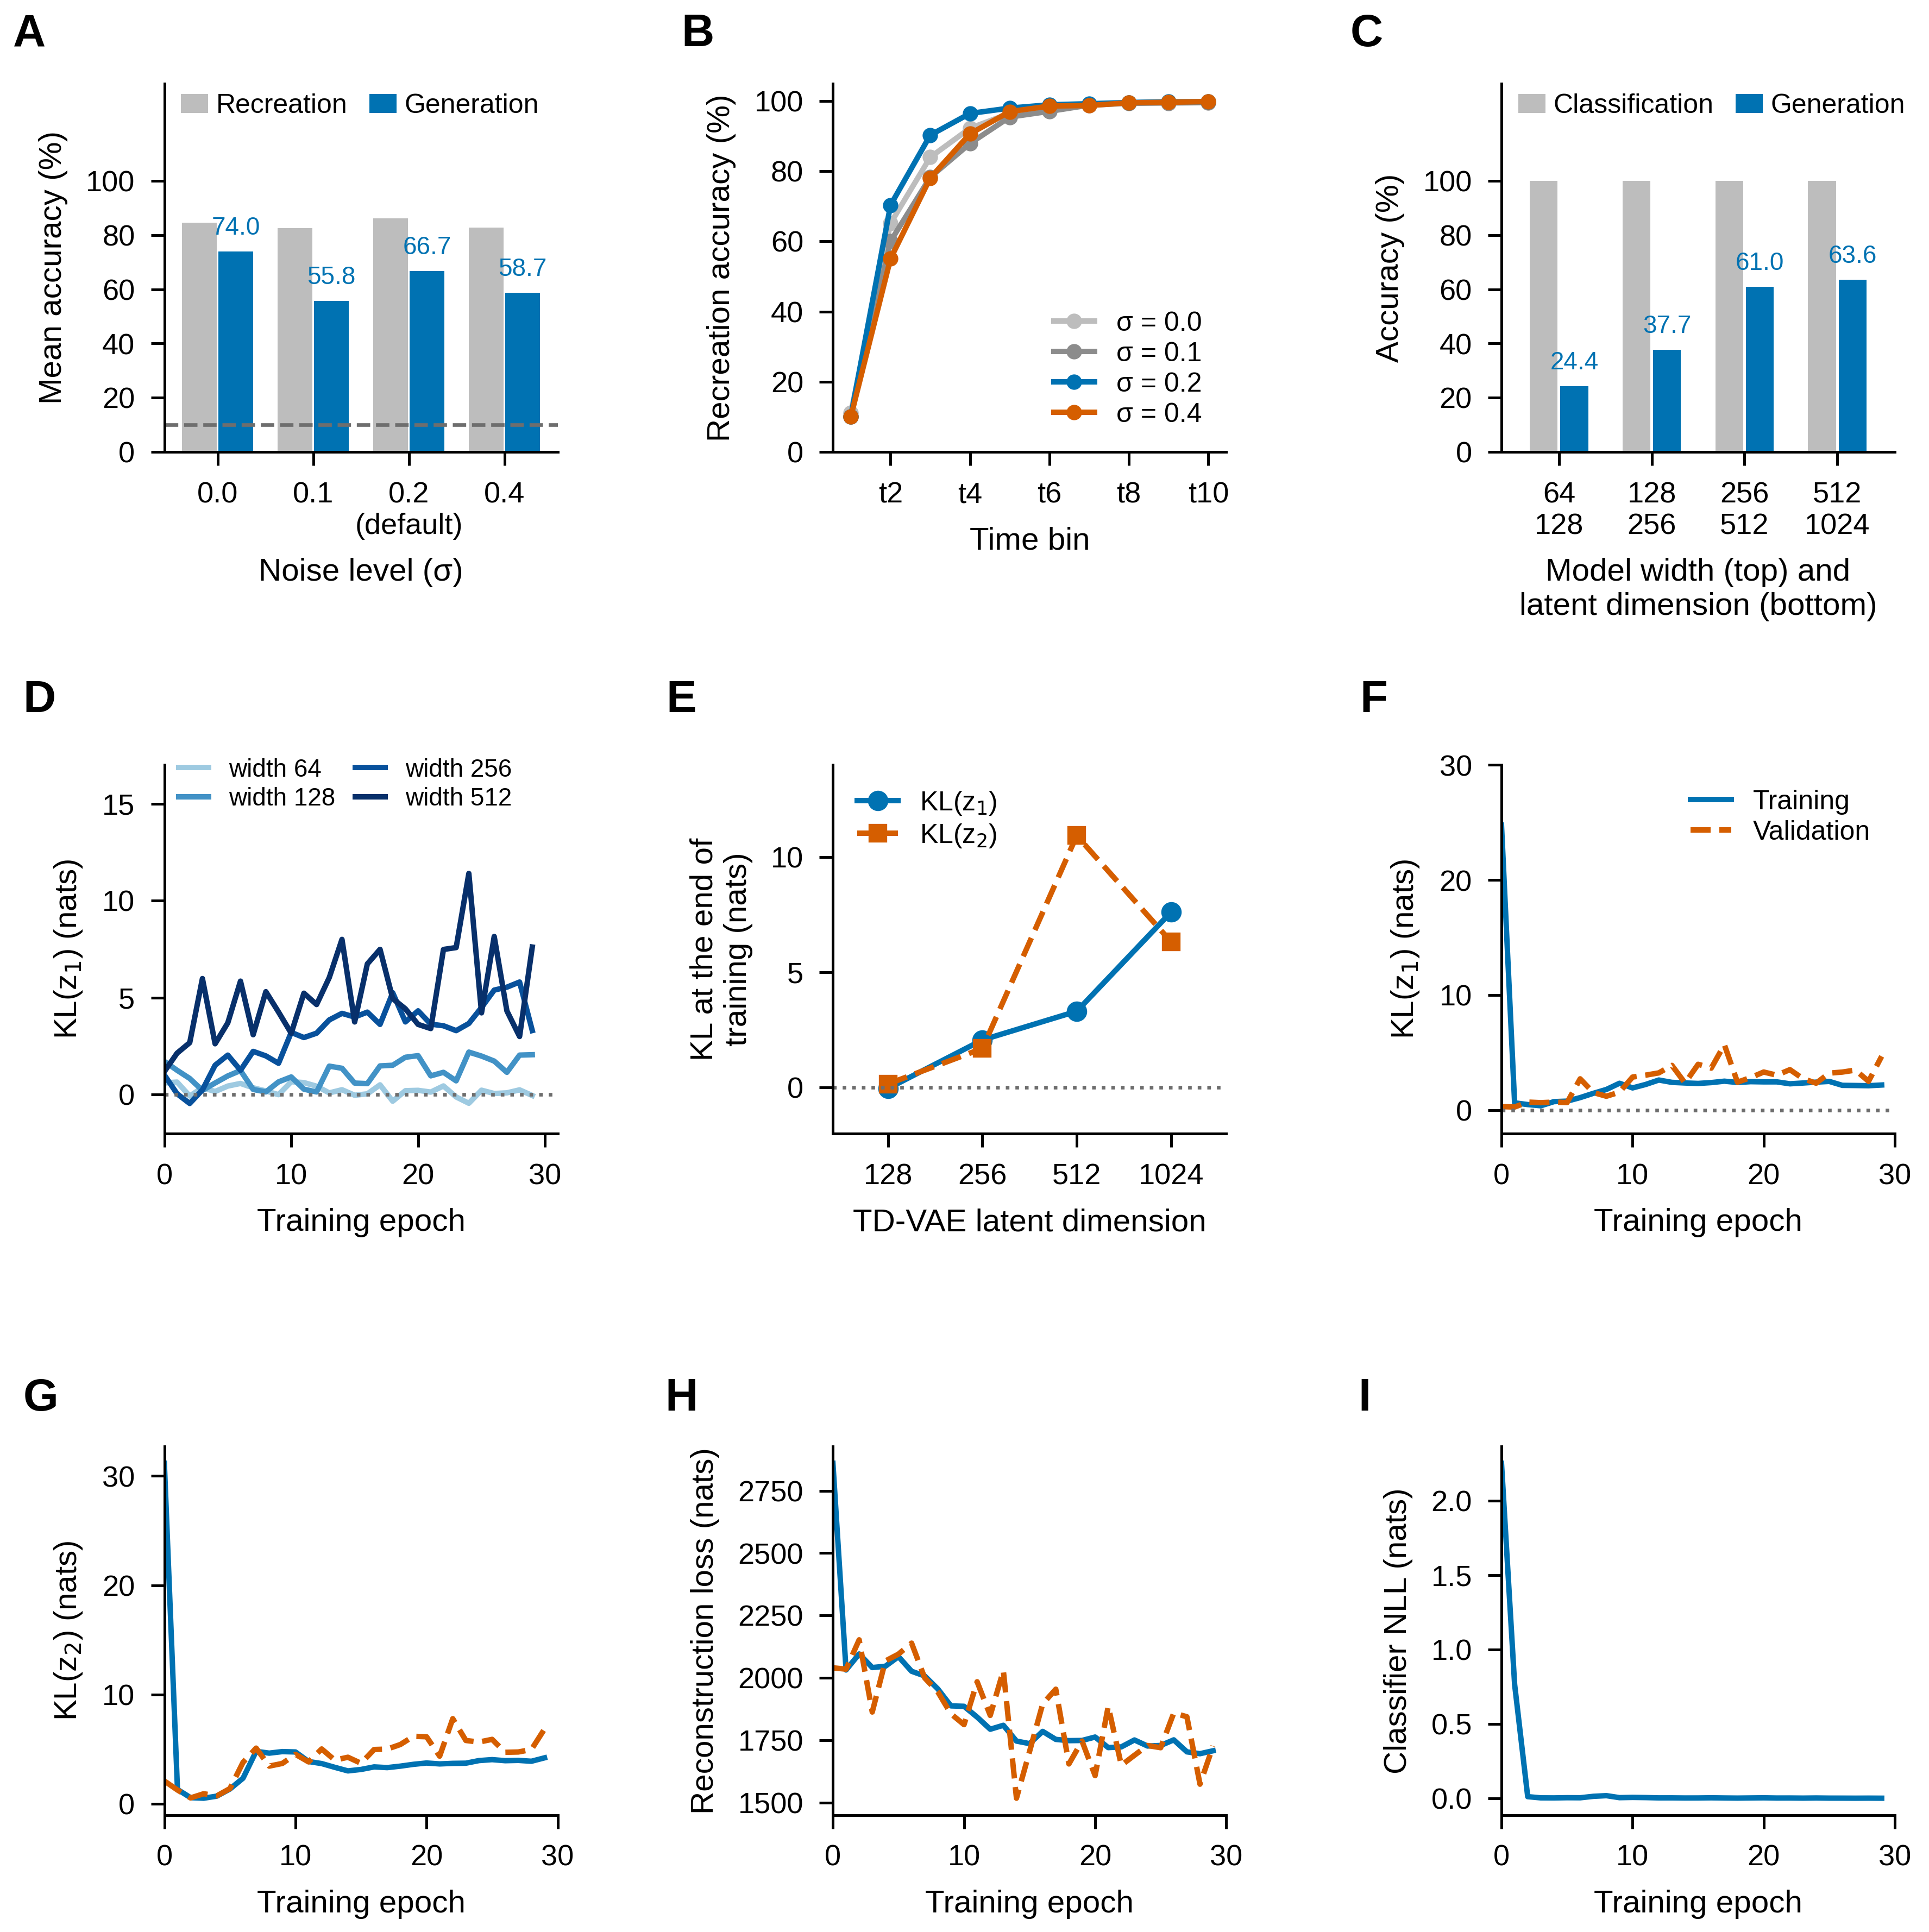 A
Recreation
Generation
Mean accuracy (%)
100
80
60
40
20
0
74.0
55.8
66.7
58.7
0.0
0.1
0.2
0.4
(default)
Noise level (σ)
B
Recreation accuracy (%)
100
80
60
40
20
0
σ = 0.0
σ = 0.1
σ = 0.2
σ = 0.4
t2
t4
t6
t8
t10
Time bin
C
Classification
Generation
Accuracy (%)
100
80
60
40
20
0
24.4
37.7
61.0
63.6
64
128
256
512
128
256
512
1024
Model width (top) and
latent dimension (bottom)
D
width 64
width 256
width 128
width 512
KL(z₁) (nats)
15
10
5
0
0
10
20
30
Training epoch
E
KL(z₁)
KL(z₂)
KL at the end of
training (nats)
10
5
0
128
256
512
1024
TD-VAE latent dimension
F
Training
Validation
KL(z₁) (nats)
30
20
10
0
0
10
20
30
Training epoch
G
KL(z₂) (nats)
30
20
10
0
0
10
20
30
Training epoch
H
Reconstruction loss (nats)
2750
2500
2250
2000
1750
1500
0
10
20
30
Training epoch
I
Classifier NLL (nats)
2.0
1.5
1.0
0.5
0.0
0
10
20
30
Training epoch